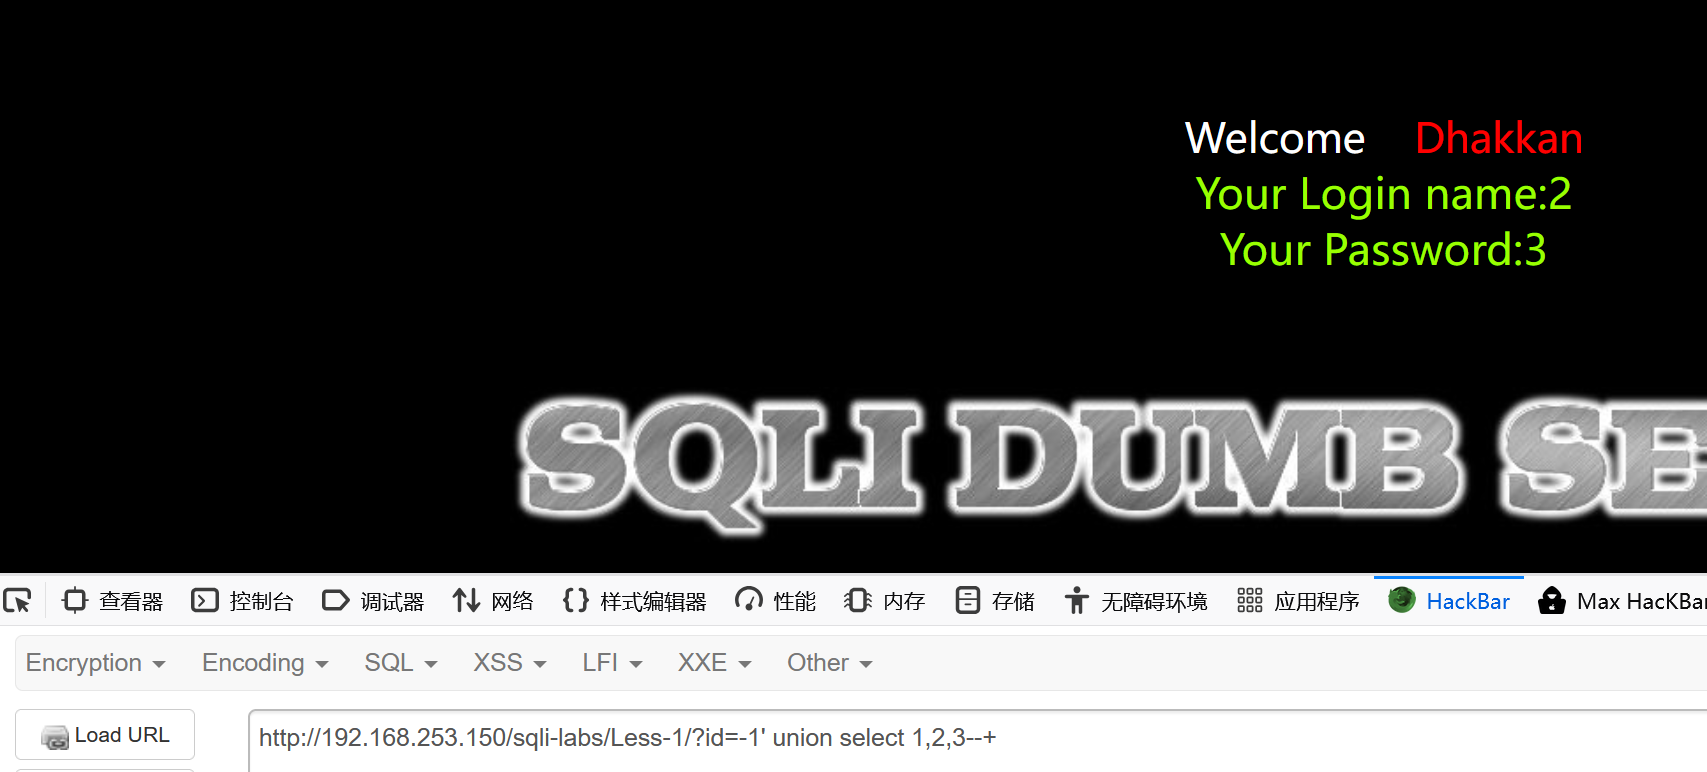 Welcome Dhakkan
Your Login name:2
Your Password:3
SQLI DUMB SE
查看器 控制台 调试器 网络 样式编辑器 性能 内存 存储 无障碍环境 应用程序 HackBar Max HacKBar
Encryption Encoding SQL XSS LFI XXE Other
Load URL http://192.168.253.150/sqli-labs/Less-1/?id=-1' union select 1,2,3--+